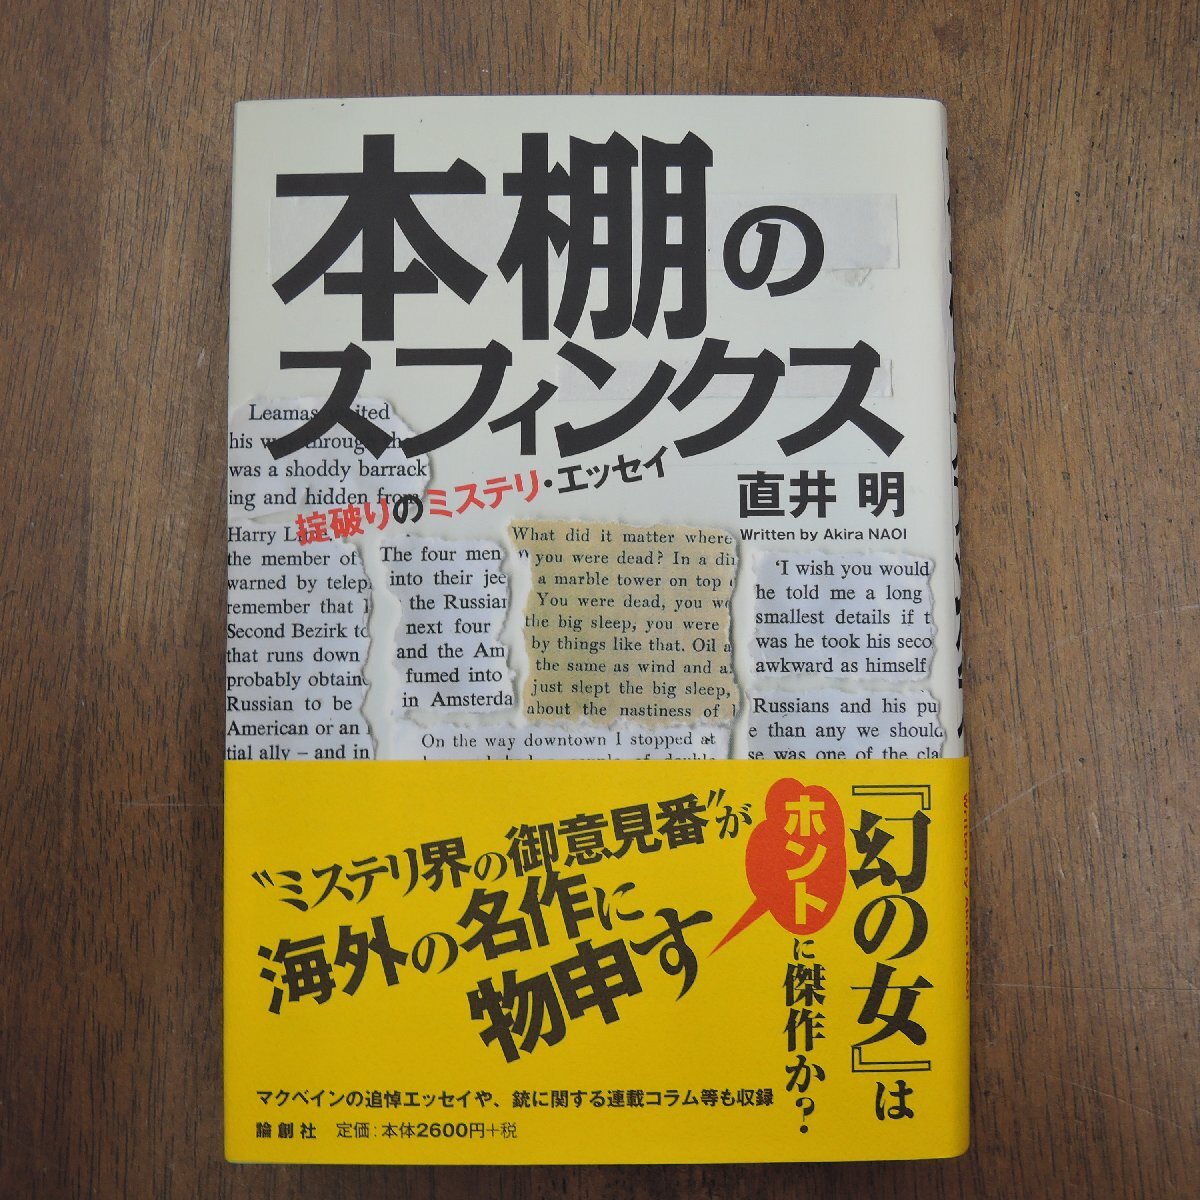 本棚の
スフィンクス
掟破りのミステリ・エッセイ
直井 明
Written by Akira NAOI
Leamas waited
his way through the
was a shoddy barrack
ing and hidden from
Harry Lime.
the member of
warned by telep
remember that
Second Bezirk to
that runs down
probably obtain
Russian to be
American or an
tial ally – and in
The four men
into their jee
the Russian
next four
and the Am
fumed into
in Amsterda
What did it matter where
you were dead? In a di
a marble tower on top
You were dead, you we
the big sleep, you were
by things like that. Oil a
the same as wind and a
just slept the big sleep,
about the nastiness of
On the way downtown I stopped at
'I wish you would
he told me a long
smallest details if t
was he took his seco
awkward as himself
Russians and his pu
e than any we should
se was one of the cla
『幻の女』は
ホントに傑作か?
〝ミステリ界の御意見番〟が
海外の名作に
物申す
マクベインの追悼エッセイや、銃に関する連載コラム等も収録
論創社 定価:本体2600円+税